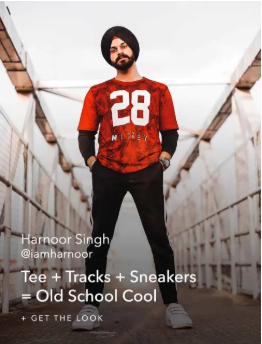 28
Harnoor Singh
@iamharnoor
Tee + Tracks + Sneakers
= Old School Cool
+ GET THE LOOK